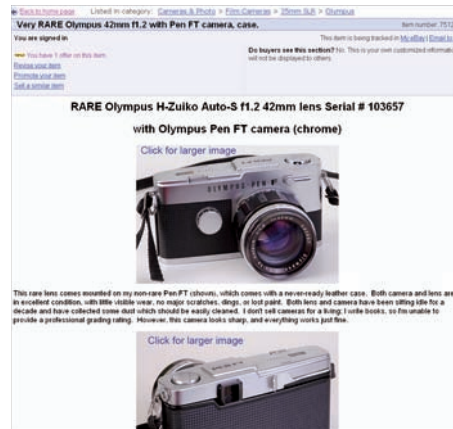 Back to home page Listed in category: Cameras & Photo > Film Cameras > 35mm SLR > Olympus
Very RARE Olympus 42mm f1.2 with Pen FT camera, case. item number: 7512
You are signed in
This item is being tracked in My eBay | Email to
You have 1 offer on this item.
Revise your item
Promote your item
Sell a similar item
Do buyers see this section? No. This is your own customized information
will not be displayed to others.
RARE Olympus H-Zuiko Auto-S f1.2 42mm lens Serial # 103657
with Olympus Pen FT camera (chrome)
Click for larger image
OLYMPUS-PEN F
This rare lens comes mounted on my non-rare Pen FT (shown), which comes with a never-ready leather case. Both camera and lens are
in excellent condition, with little visible wear, no major scratches, dings, or lost paint. Both lens and camera have been sitting idle for a
decade and have collected some dust which should be easily cleaned. I don't sell cameras for a living; I write books, so I'm unable to
provide a professional grading rating. However, this camera looks sharp, and everything works just fine.
Click for larger image